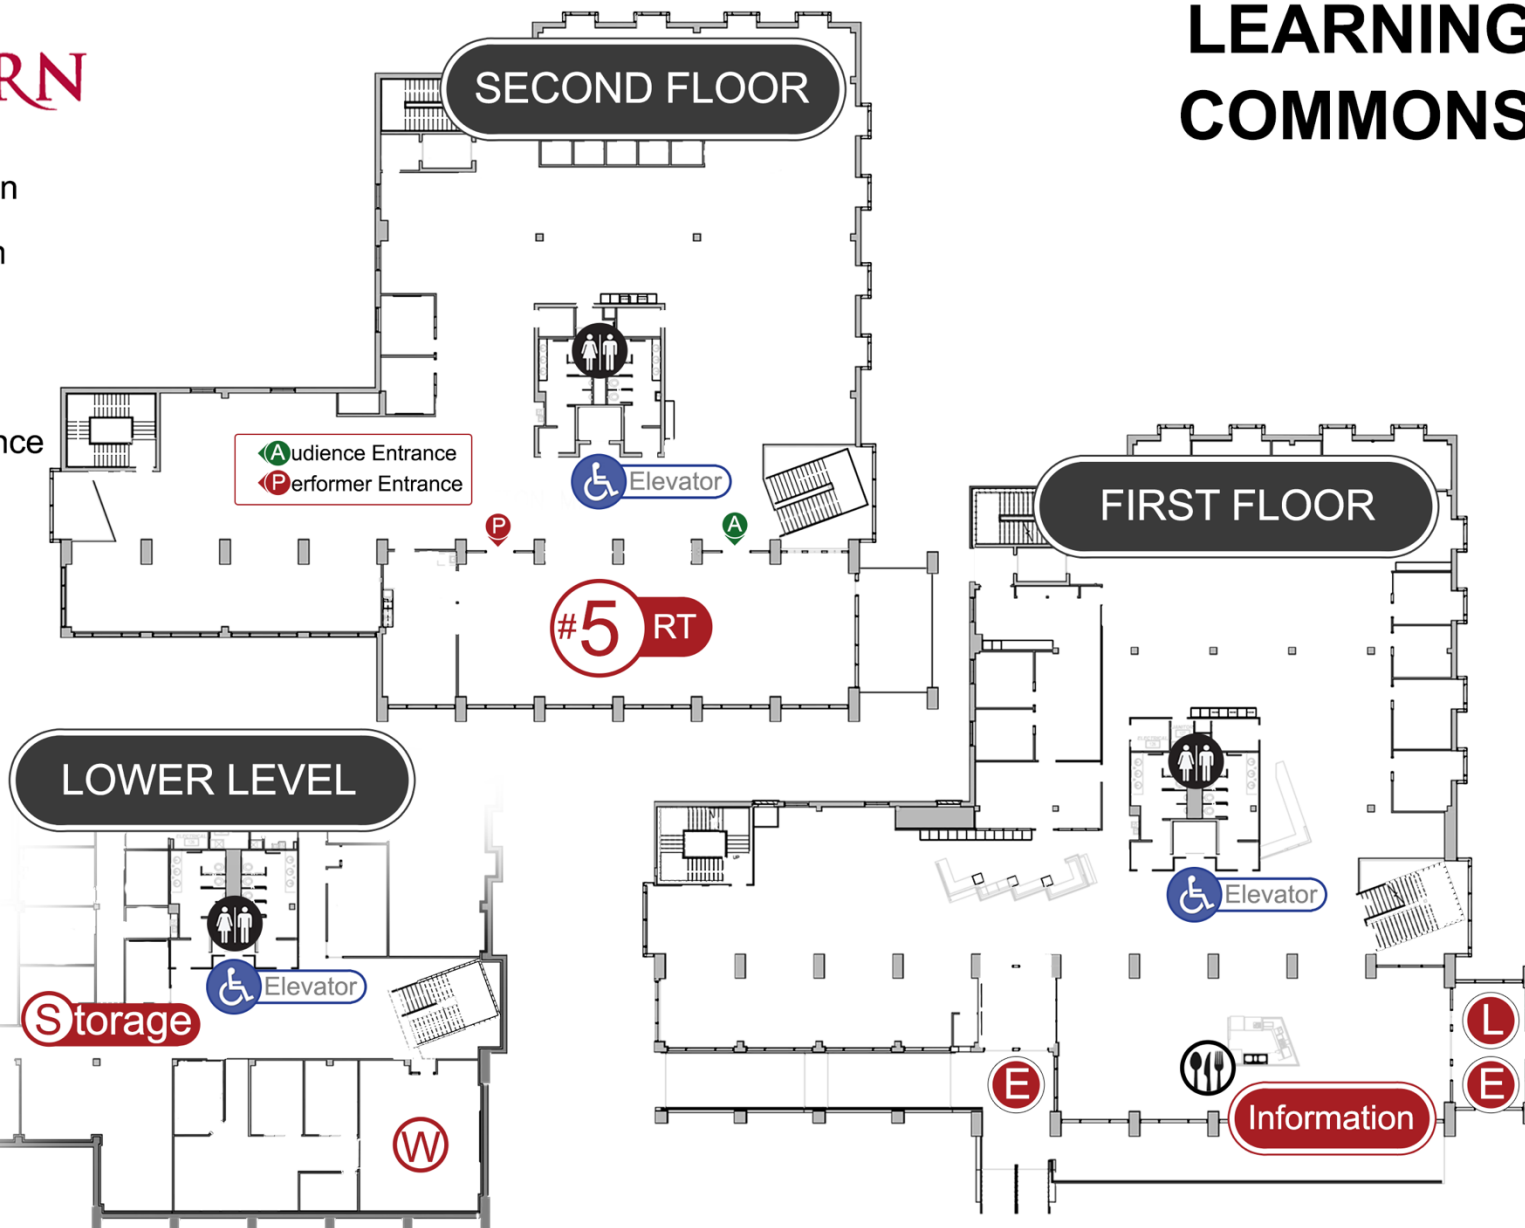 RN
LEARNING
COMMONS
SECOND FLOOR
n
nce
Audience Entrance
Performer Entrance
Elevator
P
A
#5 RT
FIRST FLOOR
UP
Elevator
L
E
E
Information
LOWER LEVEL
Elevator
Storage
W